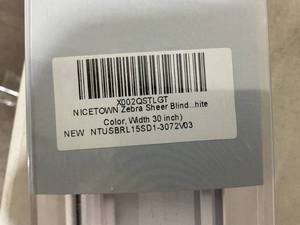 X002QSTLGT
NICETOWN Zebra Sheer Blind...hite
Color, Width 30 inch)
NEW NTUSBRL15SD1-3072V03